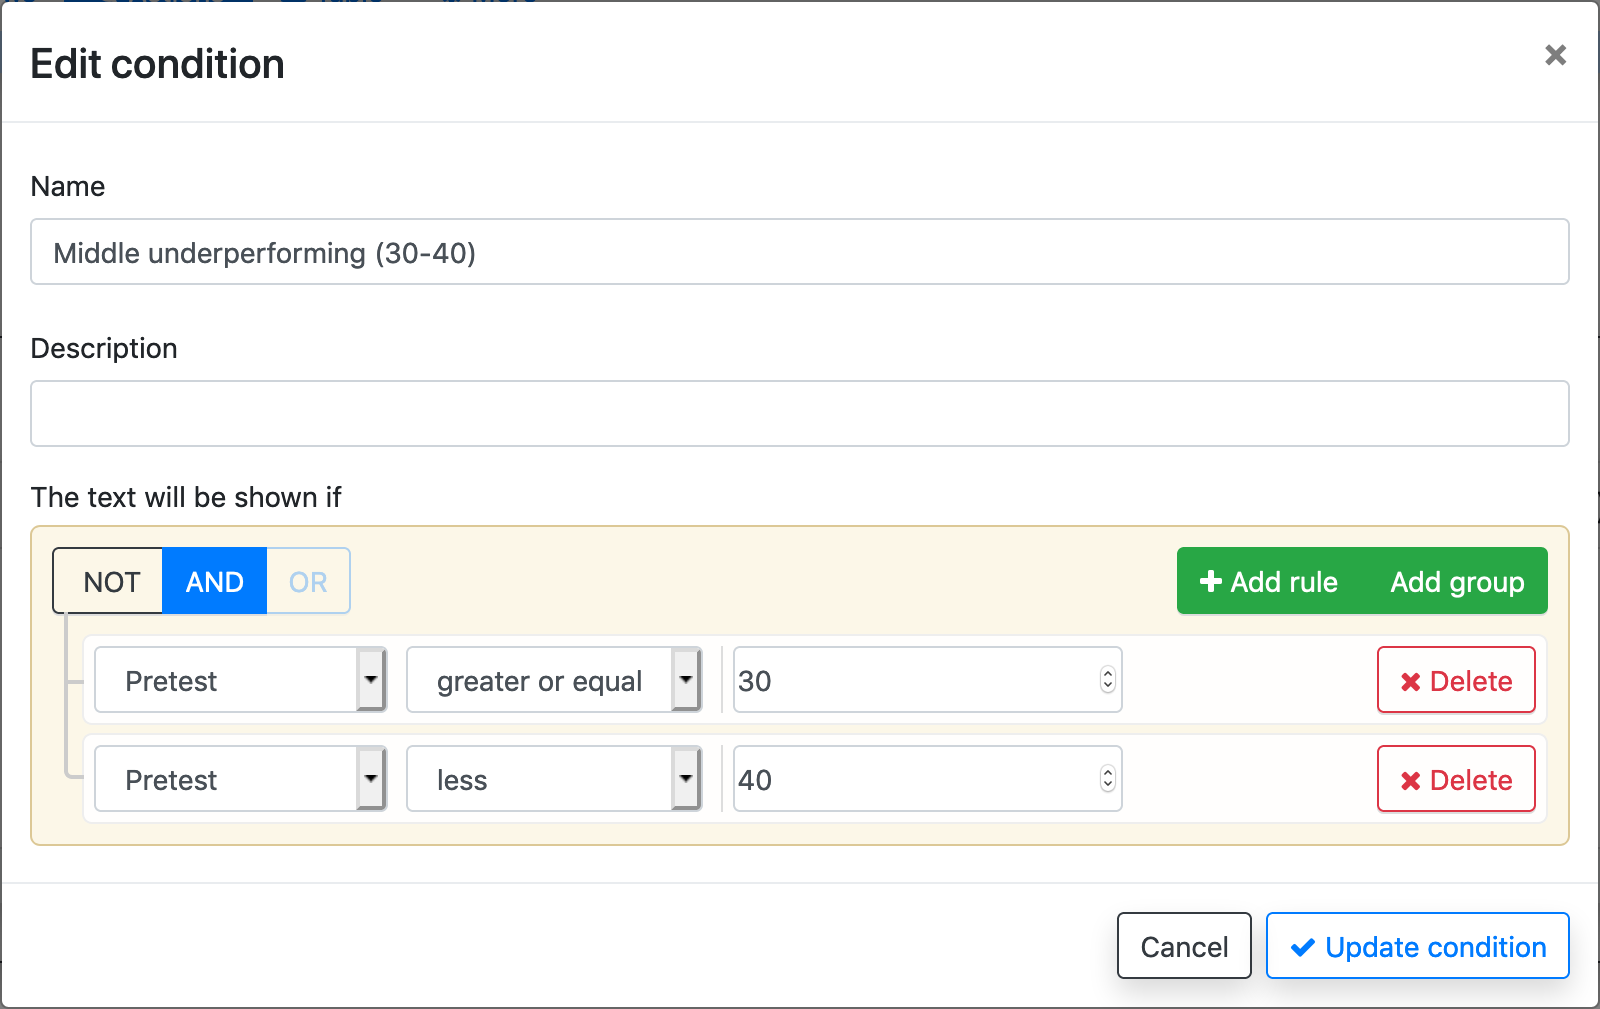 Edit condition ×
Name
Middle underperforming (30-40)
Description
The text will be shown if
NOT AND OR Add rule Add group
Pretest greater or equal 30 Delete
Pretest less 40 Delete
Cancel Update condition